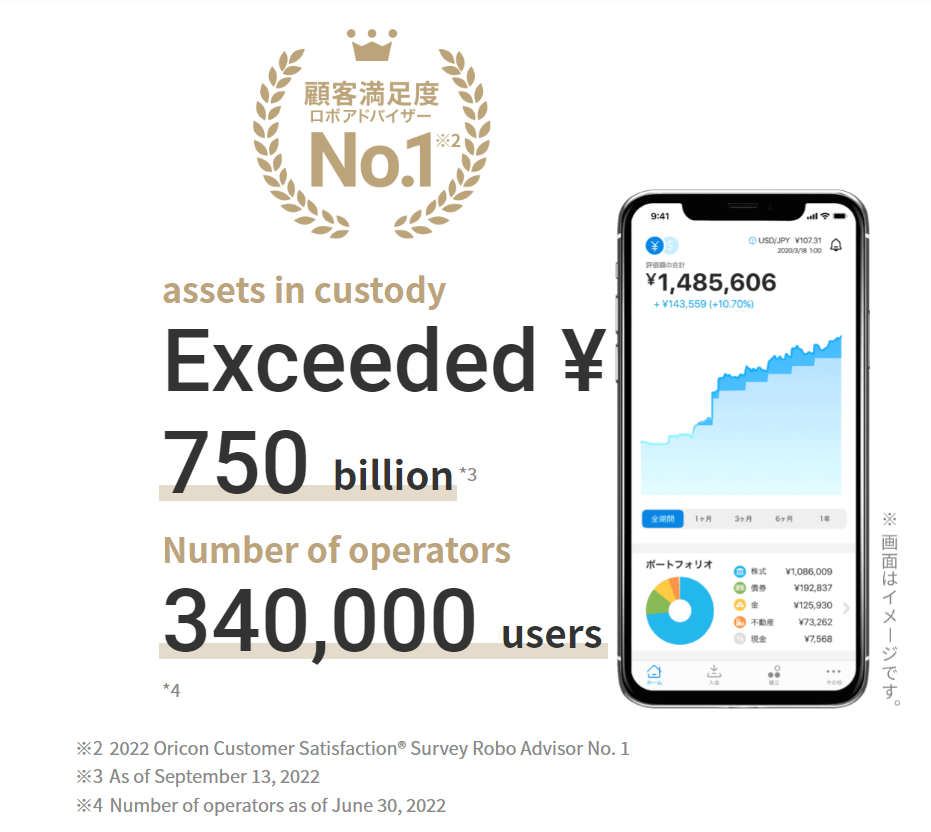 顧客満足度
ロボアドバイザー
No.1※2
assets in custody
Exceeded ¥
750 billion *3
Number of operators
340,000 users
*4
9:41
USD/JPY ¥107.31
2020/3/18 1:00
評価額の合計
¥1,485,606
+ ¥143,559 (+10.70%)
全期間 1ヶ月 3ヶ月 6ヶ月 1年
ポートフォリオ
株式 ¥1,086,009
債券 ¥192,837
金 ¥125,930
不動産 ¥73,262
現金 ¥7,568
ホーム 入金 積立 その他
※ 画面はイメージです。
※2 2022 Oricon Customer Satisfaction® Survey Robo Advisor No. 1
※3 As of September 13, 2022
※4 Number of operators as of June 30, 2022